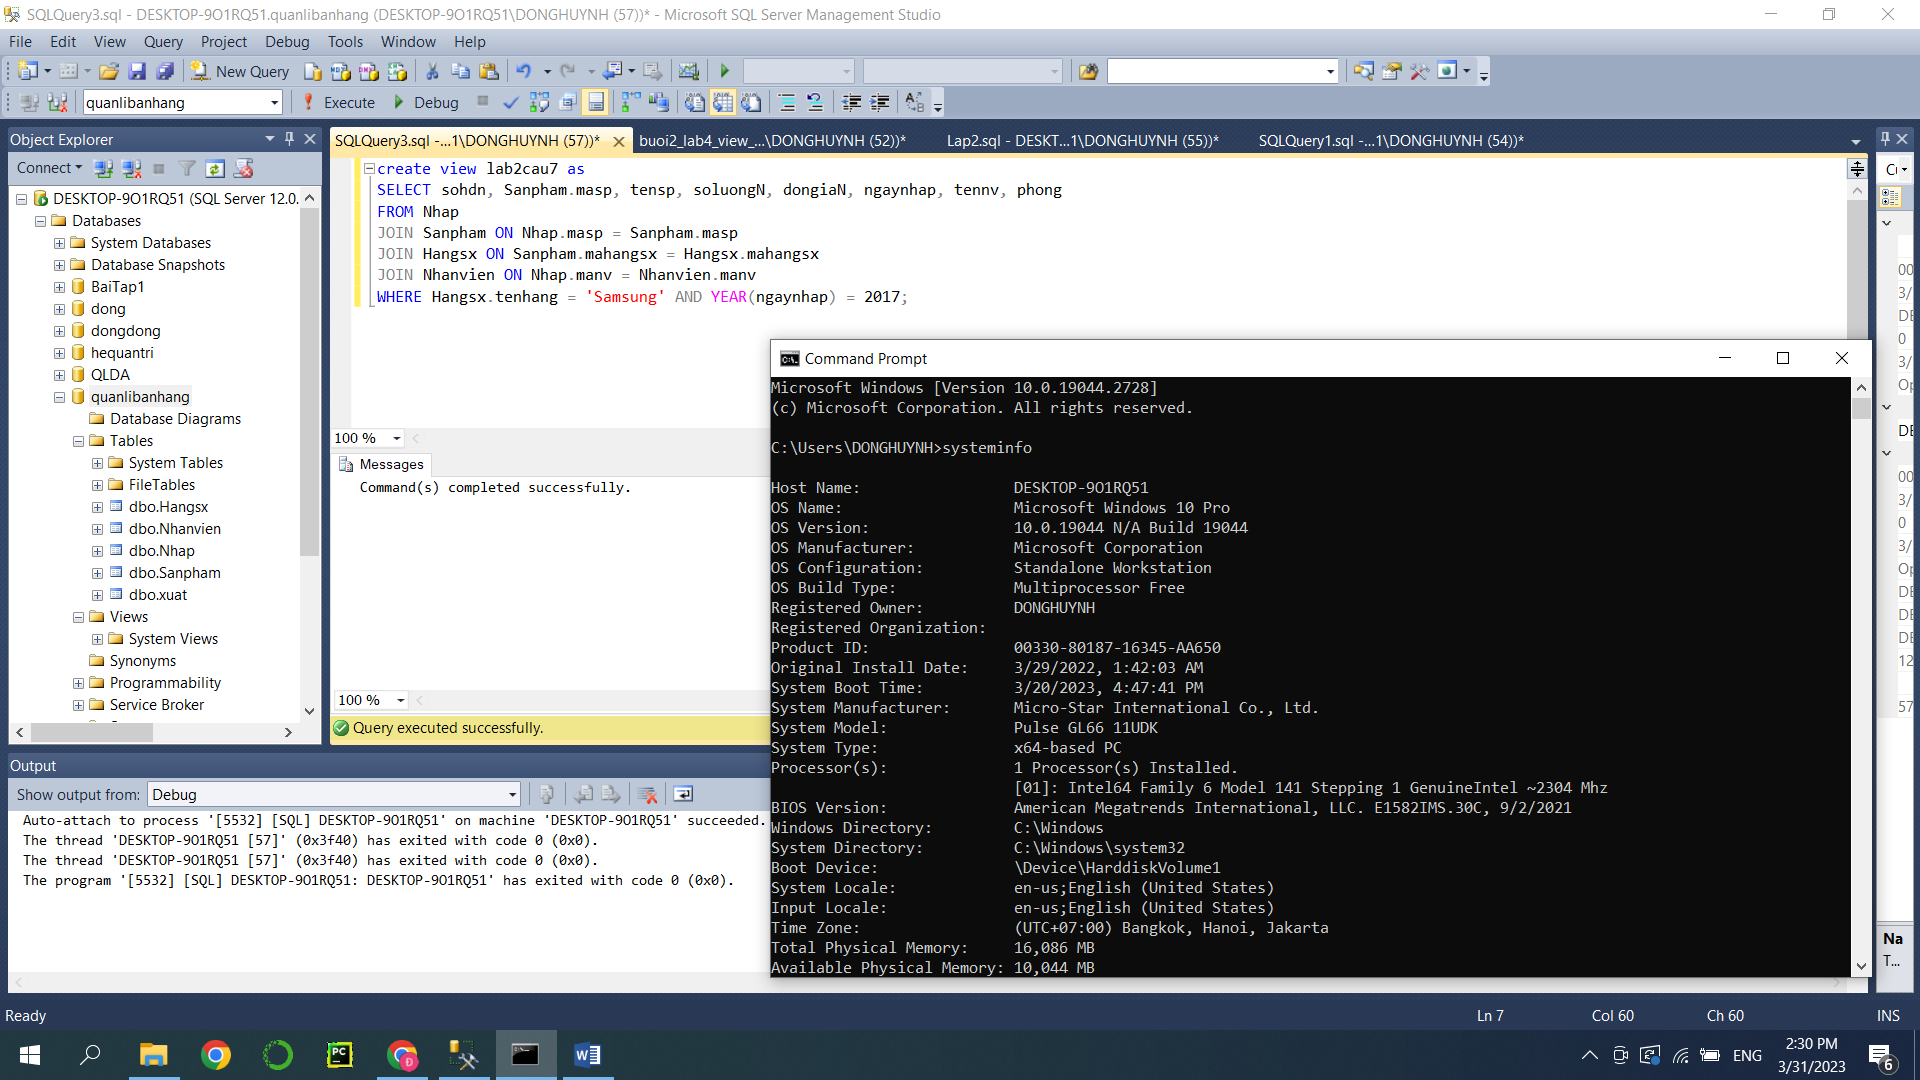 SQLQuery3.sql - DESKTOP-9O1RQ51.quanlibanhang (DESKTOP-9O1RQ51\DONGHUYNH (57))* - Microsoft SQL Server Management Studio
File Edit View Query Project Debug Tools Window Help
New Query
quanlibanhang Execute Debug
Object Explorer
Connect
DESKTOP-9O1RQ51 (SQL Server 12.0.
Databases
System Databases
Database Snapshots
BaiTap1
dong
dongdong
hequantri
QLDA
quanlibanhang
Database Diagrams
Tables
System Tables
FileTables
dbo.Hangsx
dbo.Nhanvien
dbo.Nhap
dbo.Sanpham
dbo.xuat
Views
System Views
Synonyms
Programmability
Service Broker
SQLQuery3.sql -...1\DONGHUYNH (57))* buoi2_lab4_view_...\DONGHUYNH (52))* Lap2.sql - DESKT...1\DONGHUYNH (55))* SQLQuery1.sql -...1\DONGHUYNH (54))*
create view lab2cau7 as
SELECT sohdn, Sanpham.masp, tensp, soluongN, dongiaN, ngaynhap, tennv, phong
FROM Nhap
JOIN Sanpham ON Nhap.masp = Sanpham.masp
JOIN Hangsx ON Sanpham.mahangsx = Hangsx.mahangsx
JOIN Nhanvien ON Nhap.manv = Nhanvien.manv
WHERE Hangsx.tenhang = 'Samsung' AND YEAR(ngaynhap) = 2017;
100 %
Messages
Command(s) completed successfully.
100 %
Query executed successfully.
Output
Show output from: Debug
Auto-attach to process '[5532] [SQL] DESKTOP-9O1RQ51' on machine 'DESKTOP-9O1RQ51' succeeded.
The thread 'DESKTOP-9O1RQ51 [57]' (0x3f40) has exited with code 0 (0x0).
The thread 'DESKTOP-9O1RQ51 [57]' (0x3f40) has exited with code 0 (0x0).
The program '[5532] [SQL] DESKTOP-9O1RQ51: DESKTOP-9O1RQ51' has exited with code 0 (0x0).
Command Prompt
Microsoft Windows [Version 10.0.19044.2728]
(c) Microsoft Corporation. All rights reserved.
C:\Users\DONGHUYNH>systeminfo
Host Name: DESKTOP-9O1RQ51
OS Name: Microsoft Windows 10 Pro
OS Version: 10.0.19044 N/A Build 19044
OS Manufacturer: Microsoft Corporation
OS Configuration: Standalone Workstation
OS Build Type: Multiprocessor Free
Registered Owner: DONGHUYNH
Registered Organization:
Product ID: 00330-80187-16345-AA650
Original Install Date: 3/29/2022, 1:42:03 AM
System Boot Time: 3/20/2023, 4:47:41 PM
System Manufacturer: Micro-Star International Co., Ltd.
System Model: Pulse GL66 11UDK
System Type: x64-based PC
Processor(s): 1 Processor(s) Installed.
[01]: Intel64 Family 6 Model 141 Stepping 1 GenuineIntel ~2304 Mhz
BIOS Version: American Megatrends International, LLC. E1582IMS.30C, 9/2/2021
Windows Directory: C:\Windows
System Directory: C:\Windows\system32
Boot Device: \Device\HarddiskVolume1
System Locale: en-us;English (United States)
Input Locale: en-us;English (United States)
Time Zone: (UTC+07:00) Bangkok, Hanoi, Jakarta
Total Physical Memory: 16,086 MB
Available Physical Memory: 10,044 MB
00
3/
DE
0
3/
Op
DE
00
3/
0
3/
Op
DE
DE
DE
12
57
Na
T...
Ready Ln 7 Col 60 Ch 60 INS
ENG
2:30 PM
3/31/2023
6